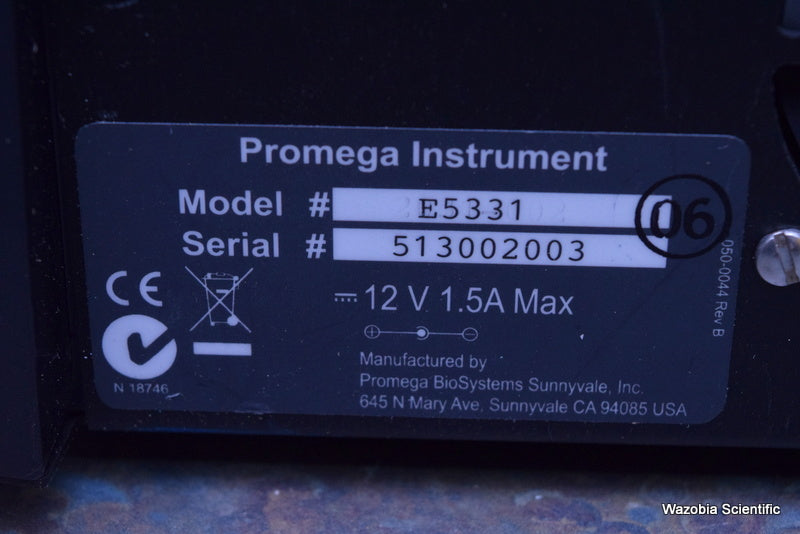 Promega Instrument
Model # E5331
06
Serial # 513002003
CE
12 V 1.5A Max
N 18746
Manufactured by
Promega BioSystems Sunnyvale, Inc.
645 N Mary Ave, Sunnyvale CA 94085 USA
050-0044 Rev B
Wazobia Scientific